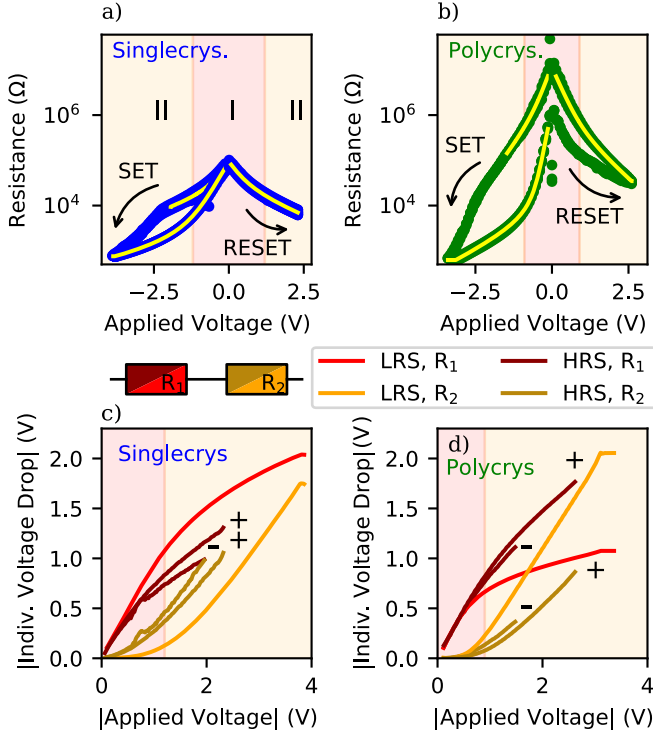 a)
b)
Singlecrys.
Polycrys.
Resistance (Ω)
10⁶
10⁴
II I II
SET
RESET
−2.5 0.0 2.5
Applied Voltage (V)
Resistance (Ω)
10⁶
10⁴
SET
RESET
−2.5 0.0 2.5
Applied Voltage (V)
R₁ R₂
LRS, R₁ HRS, R₁
LRS, R₂ HRS, R₂
c)
Singlecrys
|Indiv. Voltage Drop| (V)
2.0
1.5
1.0
0.5
0.0
+
+
-
0 2 4
|Applied Voltage| (V)
d)
Polycrys
|Indiv. Voltage Drop| (V)
2.0
1.5
1.0
0.5
0.0
+
-
+
-
0 2 4
|Applied Voltage| (V)